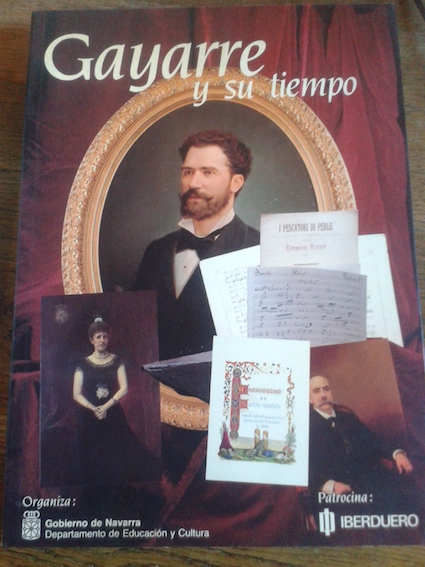 Gayarre
y su tiempo
I PESCATORI DI PERLE
Organiza:
Gobierno de Navarra
Departamento de Educación y Cultura
Patrocina:
IBERDUERO